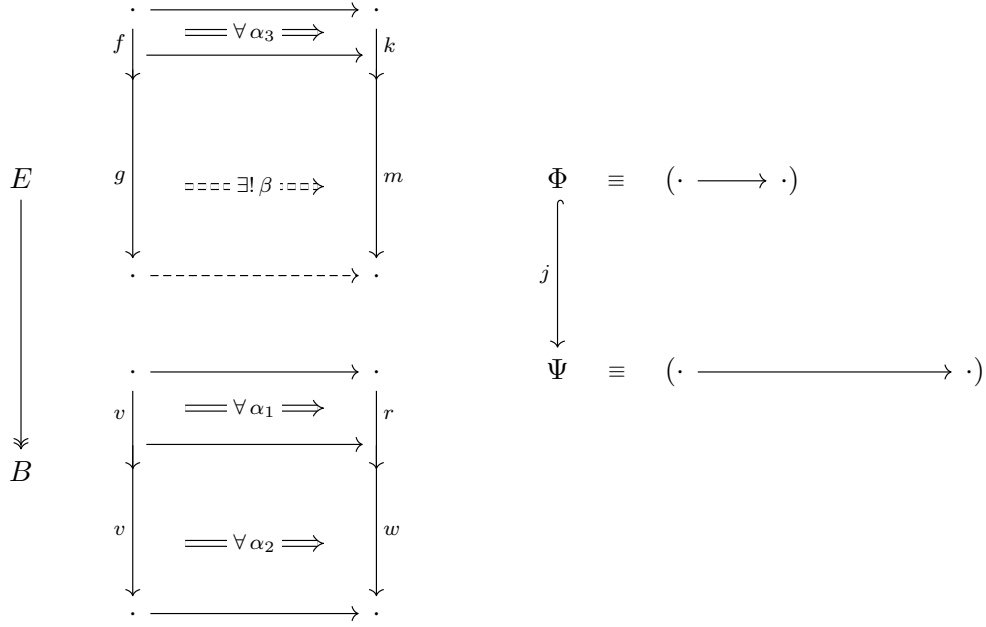 · ·
f ∀ α₃ k
E g ∃! β m Φ ≡ (· ·)
· ·
j
· · Ψ ≡ (· ·)
v ∀ α₁ r
B
v ∀ α₂ w
· ·